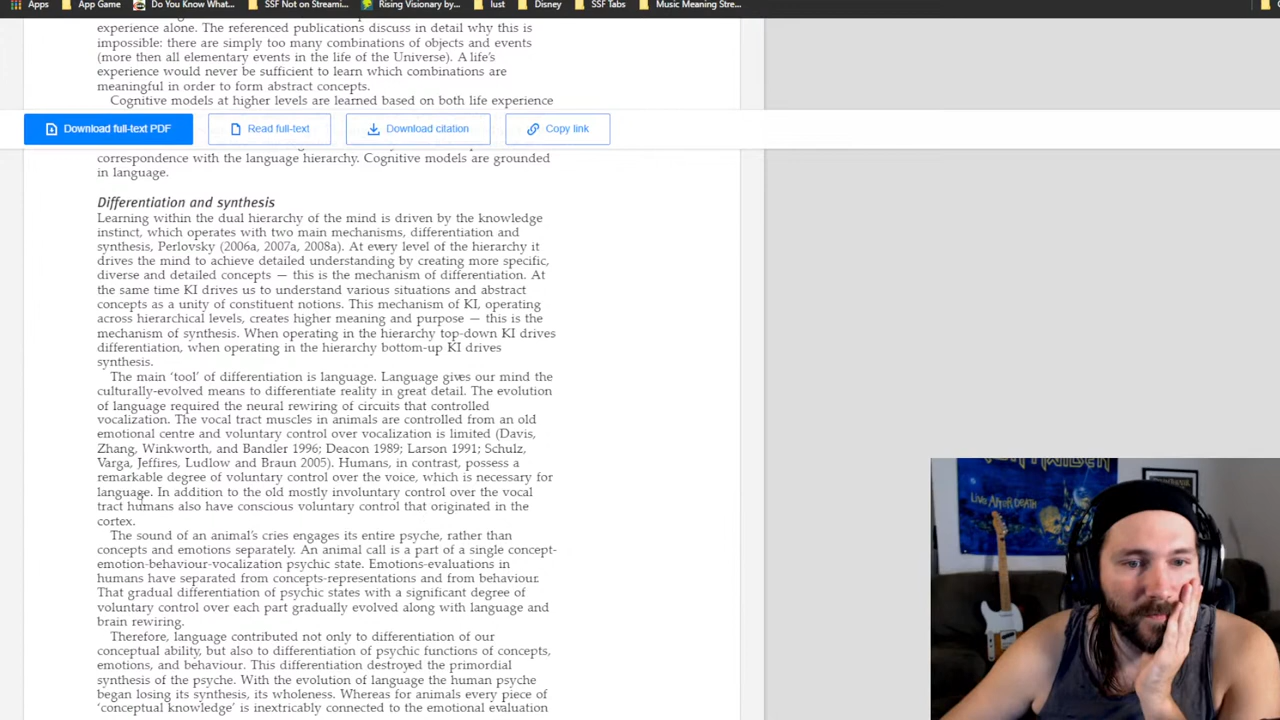 Apps
App Game
Do You Know What...
SSF Not on Streami...
Rising Visionary by...
lust
Disney
SSF Tabs
Music Meaning Stre...
experience alone. The referenced publications discuss in detail why this is
impossible: there are simply too many combinations of objects and events
(more then all elementary events in the life of the Universe). A life's
experience would never be sufficient to learn which combinations are
meaningful in order to form abstract concepts.
Cognitive models at higher levels are learned based on both life experience
Download full-text PDF
Read full-text
Download citation
Copy link
correspondence with the language hierarchy. Cognitive models are grounded
in language.
Differentiation and synthesis
Learning within the dual hierarchy of the mind is driven by the knowledge
instinct, which operates with two main mechanisms, differentiation and
synthesis, Perlovsky (2006a, 2007a, 2008a). At every level of the hierarchy it
drives the mind to achieve detailed understanding by creating more specific,
diverse and detailed concepts — this is the mechanism of differentiation. At
the same time KI drives us to understand various situations and abstract
concepts as a unity of constituent notions. This mechanism of KI, operating
across hierarchical levels, creates higher meaning and purpose — this is the
mechanism of synthesis. When operating in the hierarchy top-down KI drives
differentiation, when operating in the hierarchy bottom-up KI drives
synthesis.
The main 'tool' of differentiation is language. Language gives our mind the
culturally-evolved means to differentiate reality in great detail. The evolution
of language required the neural rewiring of circuits that controlled
vocalization. The vocal tract muscles in animals are controlled from an old
emotional centre and voluntary control over vocalization is limited (Davis,
Zhang, Winkworth, and Bandler 1996; Deacon 1989; Larson 1991; Schulz,
Varga, Jeffires, Ludlow and Braun 2005). Humans, in contrast, possess a
remarkable degree of voluntary control over the voice, which is necessary for
language. In addition to the old mostly involuntary control over the vocal
tract humans also have conscious voluntary control that originated in the
cortex.
The sound of an animal's cries engages its entire psyche, rather than
concepts and emotions separately. An animal call is a part of a single concept-
emotion-behaviour-vocalization psychic state. Emotions-evaluations in
humans have separated from concepts-representations and from behaviour.
That gradual differentiation of psychic states with a significant degree of
voluntary control over each part gradually evolved along with language and
brain rewiring.
Therefore, language contributed not only to differentiation of our
conceptual ability, but also to differentiation of psychic functions of concepts,
emotions, and behaviour. This differentiation destroyed the primordial
synthesis of the psyche. With the evolution of language the human psyche
began losing its synthesis, its wholeness. Whereas for animals every piece of
'conceptual knowledge' is inextricably connected to the emotional evaluation
LIVE AFTER DEATH